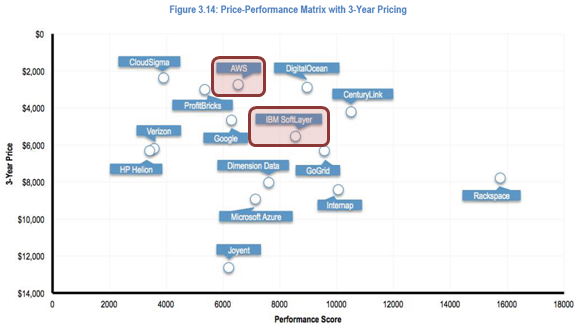 Figure 3.14: Price-Performance Matrix with 3-Year Pricing
$0
$2,000
$4,000
$6,000
$8,000
$10,000
$12,000
$14,000
3-Year Price
CloudSigma
AWS
DigitalOcean
ProfitBricks
CenturyLink
Verizon
Google
IBM SoftLayer
HP Helion
Dimension Data
GoGrid
Microsoft Azure
Internap
Rackspace
Joyent
0
2000
4000
6000
8000
10000
12000
14000
16000
18000
Performance Score